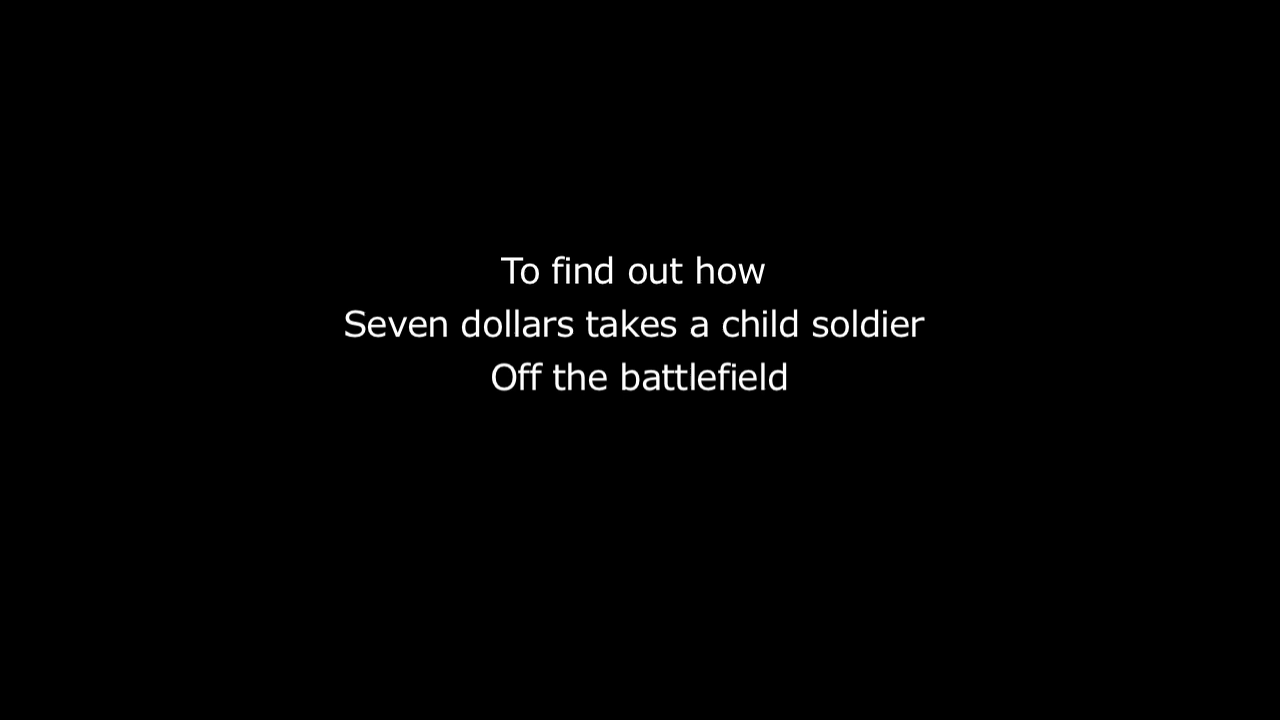 To find out how
Seven dollars takes a child soldier
Off the battlefield